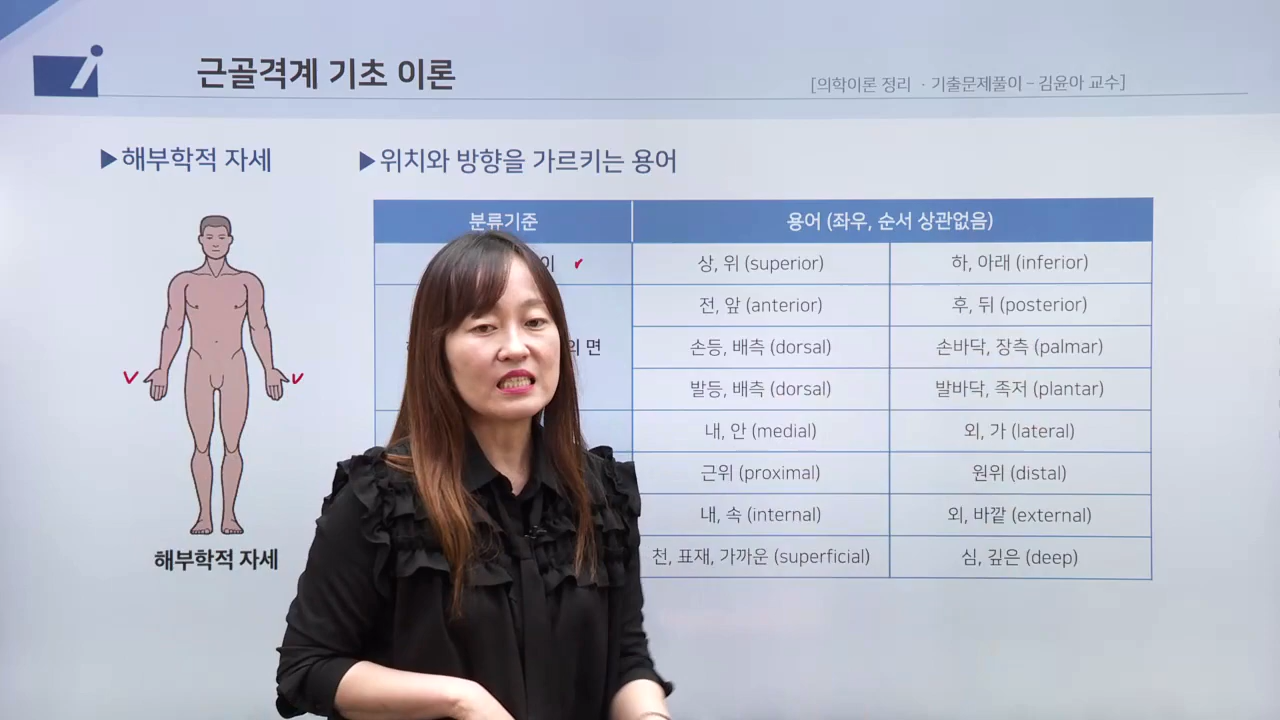 근골격계 기초 이론
[의학이론 정리 · 기출문제풀이 – 김윤아 교수]
▶해부학적 자세
▶위치와 방향을 가르키는 용어
분류기준 용어 (좌우, 순서 상관없음)
이 상, 위 (superior) 하, 아래 (inferior)
전, 앞 (anterior) 후, 뒤 (posterior)
의 면 손등, 배측 (dorsal) 손바닥, 장측 (palmar)
발등, 배측 (dorsal) 발바닥, 족저 (plantar)
내, 안 (medial) 외, 가 (lateral)
근위 (proximal) 원위 (distal)
내, 속 (internal) 외, 바깥 (external)
천, 표재, 가까운 (superficial) 심, 깊은 (deep)
해부학적 자세